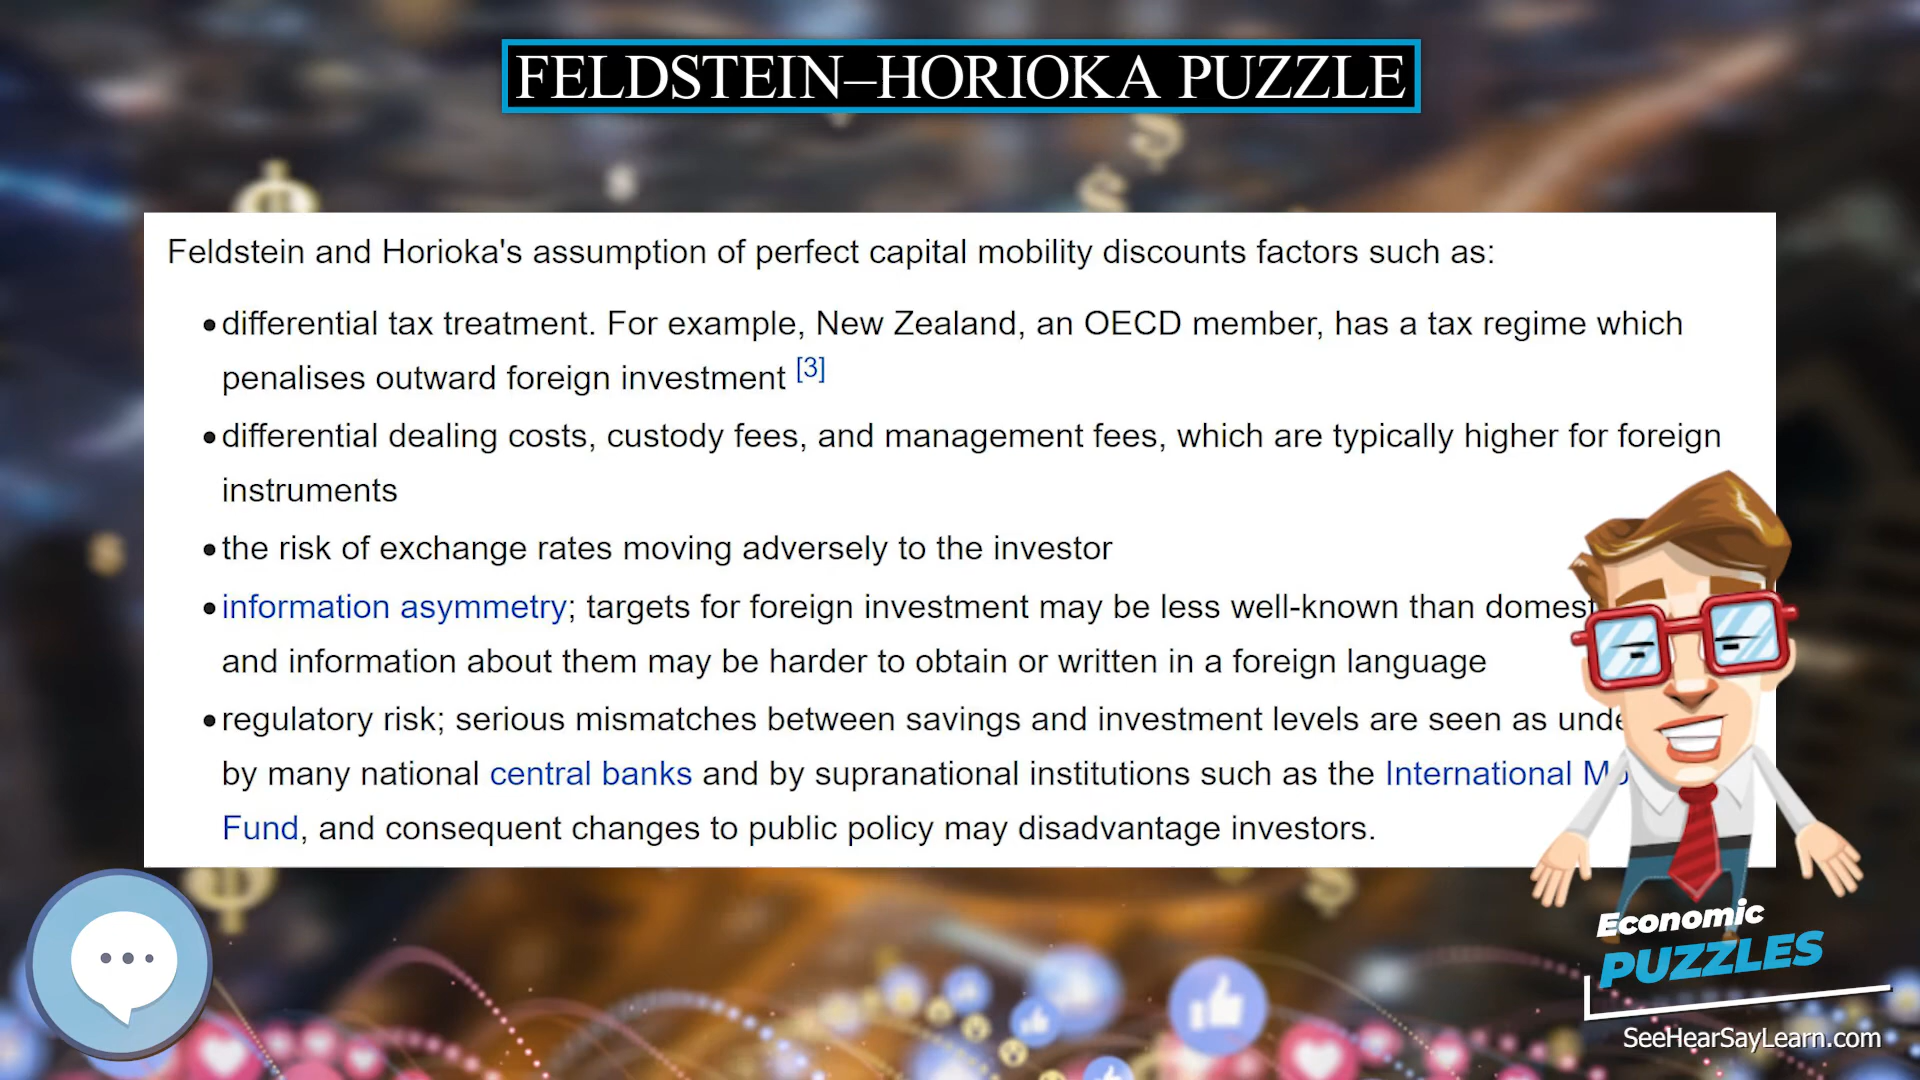 FELDSTEIN–HORIOKA PUZZLE
Feldstein and Horioka's assumption of perfect capital mobility discounts factors such as:
differential tax treatment. For example, New Zealand, an OECD member, has a tax regime which
penalises outward foreign investment [3]
differential dealing costs, custody fees, and management fees, which are typically higher for foreign
instruments
the risk of exchange rates moving adversely to the investor
information asymmetry; targets for foreign investment may be less well-known than
and information about them may be harder to obtain or written in a foreign language
regulatory risk; serious mismatches between savings and investment levels are seen as
by many national central banks and by supranational institutions such as the International
Fund, and consequent changes to public policy may disadvantage investors.
Economic
PUZZLES
SeeHearSayLearn.com